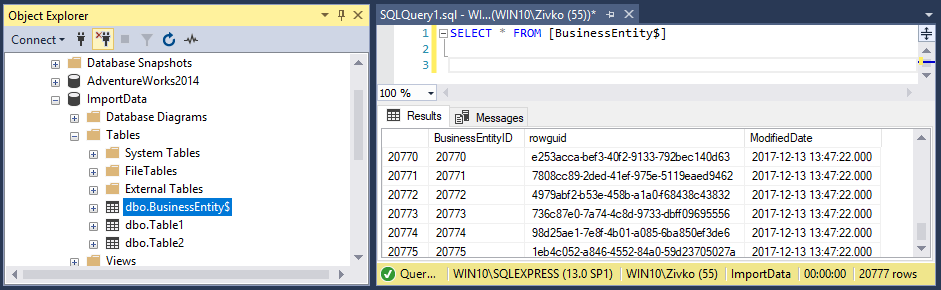 Object Explorer
Connect
Database Snapshots
AdventureWorks2014
ImportData
Database Diagrams
Tables
System Tables
FileTables
External Tables
dbo.BusinessEntity$
dbo.Table1
dbo.Table2
Views
SQLQuery1.sql - WI...(WIN10\Zivko (55))*
1 SELECT * FROM [BusinessEntity$]
2
3
100 %
Results Messages
BusinessEntityID rowguid ModifiedDate
20770 20770 e253acca-bef3-40f2-9133-792bec140d63 2017-12-13 13:47:22.000
20771 20771 7808cc89-2ded-41ef-975e-5119eaed9462 2017-12-13 13:47:22.000
20772 20772 4979abf2-b53e-458b-a1a0-f68438c43832 2017-12-13 13:47:22.000
20773 20773 736c87e0-7a74-4c8d-9733-dbff09695556 2017-12-13 13:47:22.000
20774 20774 98d25ae1-7e8f-4b01-a085-6ba850ef3de6 2017-12-13 13:47:22.000
20775 20775 1eb4c052-a846-4552-84a0-59d23705027a 2017-12-13 13:47:22.000
Quer... WIN10\SQLEXPRESS (13.0 SP1) WIN10\Zivko (55) ImportData 00:00:00 20777 rows